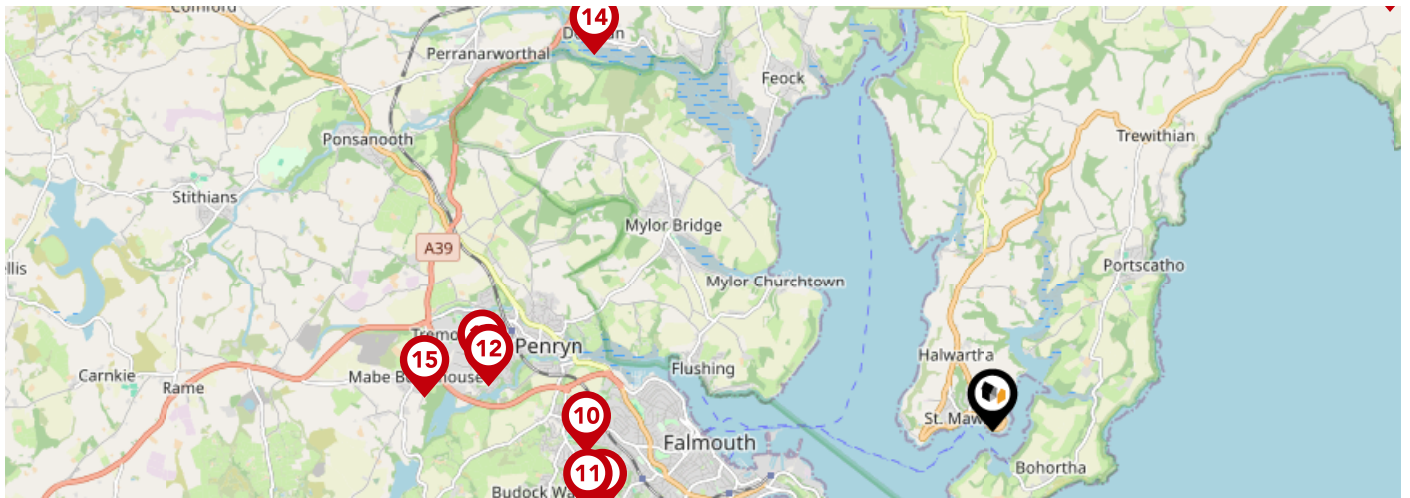 14
Perranarworthal
Feock
Ponsanooth
Trewithian
Stithians
Mylor Bridge
A39
Portscatho
Mylor Churchtown
12
Penryn
15
Halwartha
Flushing
Carnkie
Rame
10
Falmouth
Bohortha
11